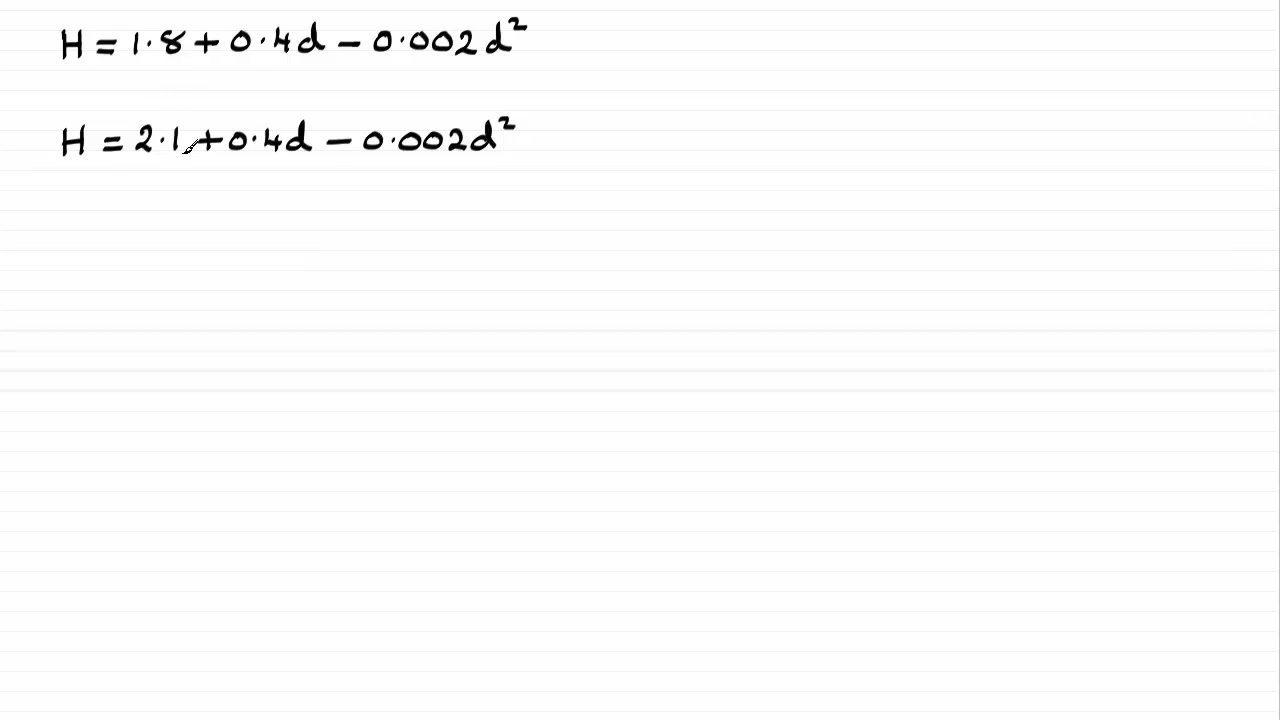 H = 1.8 + 0.4d - 0.002d²
H = 2.1 + 0.4d - 0.002d²